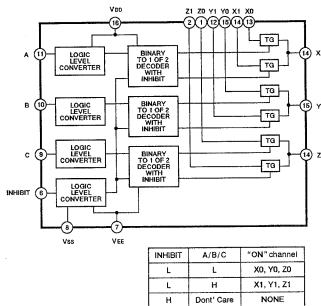 VDD
Z1 Z0 Y1 Y0 X1 X0
16
2 1 12 15 14 13
A 11
LOGIC
LEVEL
CONVERTER
BINARY
TO 1 OF 2
DECODER
WITH
INHIBIT
TG
TG
14 X
B 10
LOGIC
LEVEL
CONVERTER
BINARY
TO 1 OF 2
DECODER
WITH
INHIBIT
TG
TG
15 Y
C 9
LOGIC
LEVEL
CONVERTER
BINARY
TO 1 OF 2
DECODER
WITH
INHIBIT
TG
TG
14 Z
INHIBIT 6
LOGIC
LEVEL
CONVERTER
8 7
VSS VEE
INHIBIT A/B/C "ON" channel
L L X0, Y0, Z0
L H X1, Y1, Z1
H Dont' Care NONE